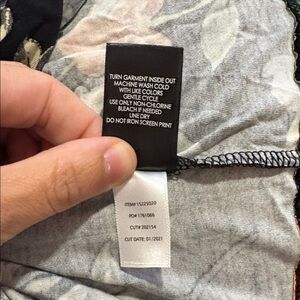 TURN GARMENT INSIDE OUT
MACHINE WASH COLD
WITH LIKE COLORS
GENTLE CYCLE
USE ONLY NON-CHLORINE
BLEACH IF NEEDED
LINE DRY
DO NOT IRON SCREEN PRINT
ITEM# 15225020
PO# 1761066
CUT# 202154
CUT DATE: 01/2021